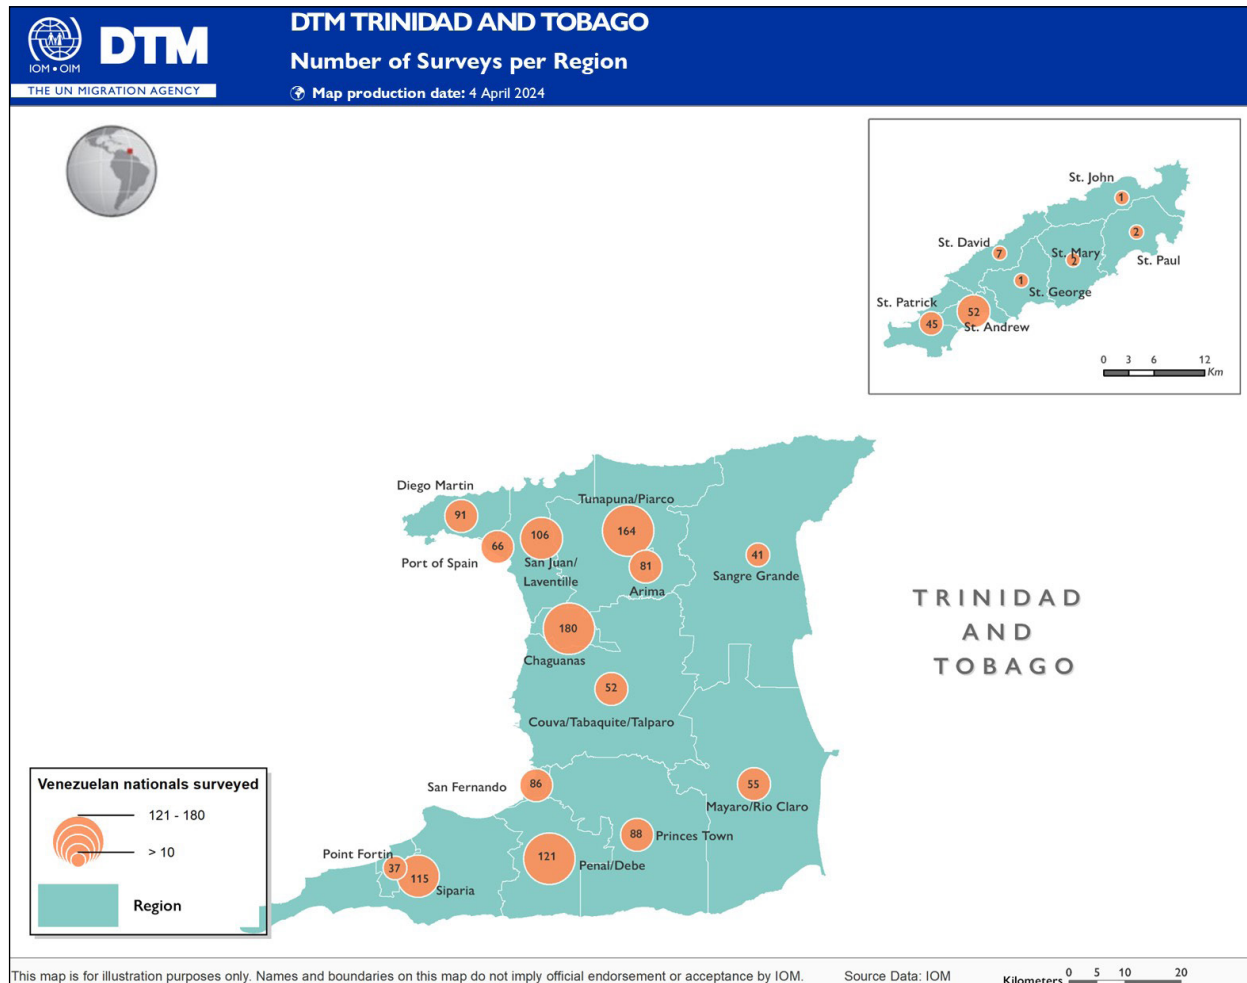 DTM TRINIDAD AND TOBAGO
Number of Surveys per Region
Map production date: 4 April 2024
IOM • OIM
DTM
THE UN MIGRATION AGENCY
St. John
1
2
St. Paul
St. David
7
St. Mary
2
1
St. George
St. Patrick
45
52
St. Andrew
0 3 6 12
Km
Diego Martin
91
Port of Spain
66
106
San Juan/
Laventille
Tunapuna/Piarco
164
81
Arima
41
Sangre Grande
TRINIDAD
AND
TOBAGO
180
Chaguanas
52
Couva/Tabaquite/Talparo
San Fernando
86
55
Mayaro/Rio Claro
88
Princes Town
121
Penal/Debe
Point Fortin
37
115
Siparia
Venezuelan nationals surveyed
121 - 180
> 10
Region
This map is for illustration purposes only. Names and boundaries on this map do not imply official endorsement or acceptance by IOM.
Source Data: IOM
Kilometers
0 5 10 20